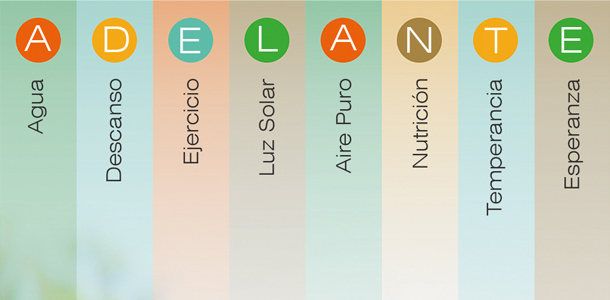 A D E L A N T E
Agua
Descanso
Ejercicio
Luz Solar
Aire Puro
Nutrición
Temperancia
Esperanza